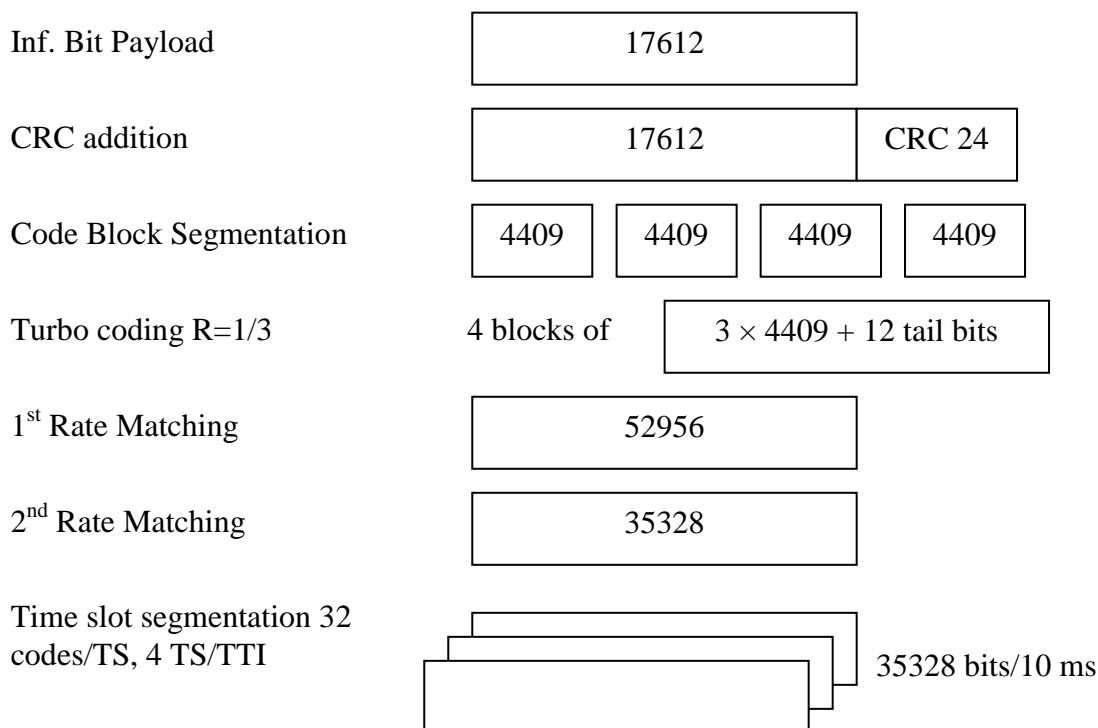 Inf. Bit Payload 17612
CRC addition 17612 CRC 24
Code Block Segmentation 4409 4409 4409 4409
Turbo coding R=1/3 4 blocks of 3 × 4409 + 12 tail bits
1st Rate Matching 52956
2nd Rate Matching 35328
Time slot segmentation 32
codes/TS, 4 TS/TTI 35328 bits/10 ms